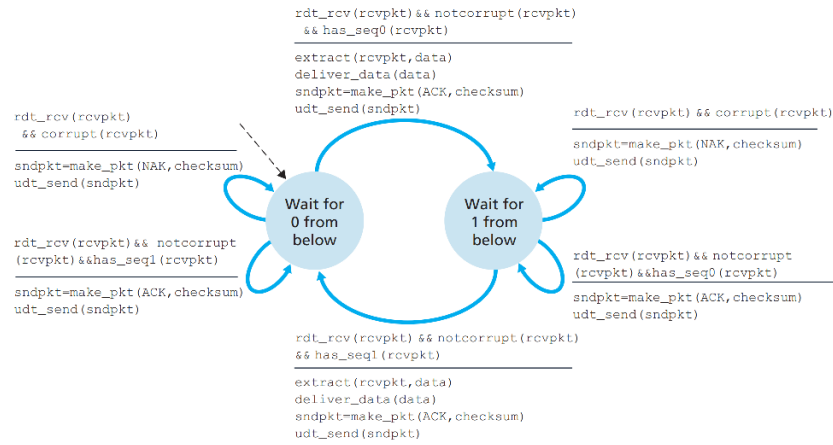 rdt_rcv(rcvpkt)&& notcorrupt(rcvpkt)
&& has_seq0(rcvpkt)
extract(rcvpkt,data)
deliver_data(data)
sndpkt=make_pkt(ACK,checksum)
udt_send(sndpkt)
rdt_rcv(rcvpkt)
&& corrupt(rcvpkt)
sndpkt=make_pkt(NAK,checksum)
udt_send(sndpkt)
rdt_rcv(rcvpkt) && corrupt(rcvpkt)
sndpkt=make_pkt(NAK,checksum)
udt_send(sndpkt)
Wait for
0 from
below
Wait for
1 from
below
rdt_rcv(rcvpkt)&& notcorrupt
(rcvpkt)&&has_seq1(rcvpkt)
sndpkt=make_pkt(ACK,checksum)
udt_send(sndpkt)
rdt_rcv(rcvpkt)&& notcorrupt
(rcvpkt)&&has_seq0(rcvpkt)
sndpkt=make_pkt(ACK,checksum)
udt_send(sndpkt)
rdt_rcv(rcvpkt) && notcorrupt(rcvpkt)
&& has_seq1(rcvpkt)
extract(rcvpkt,data)
deliver_data(data)
sndpkt=make_pkt(ACK,checksum)
udt_send(sndpkt)